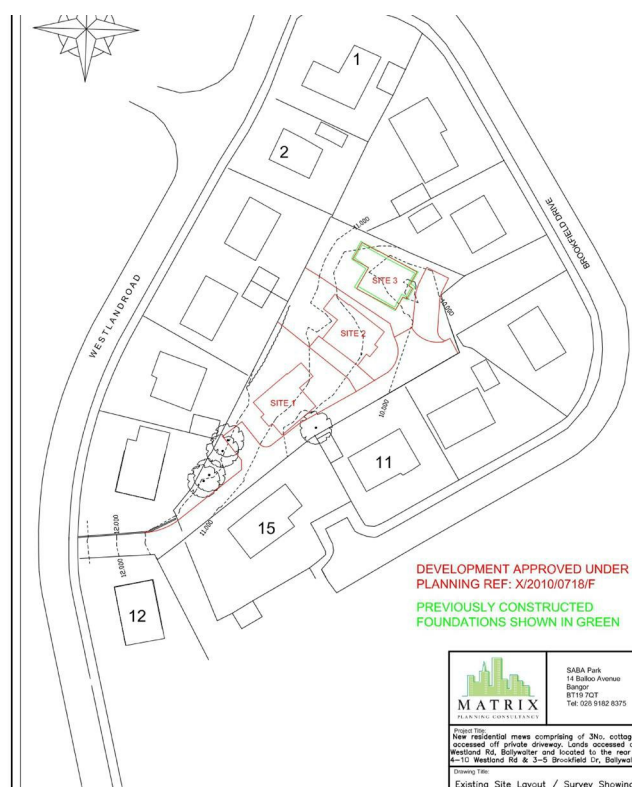 1
2
WESTLANDROAD
BROOKFIELD DRIVE
11.000
SITE 3
10.000
SITE 2
SITE 1
10.000
11
15
11.000
12.000
12.000
12
DEVELOPMENT APPROVED UNDER
PLANNING REF: X/2010/0718/F
PREVIOUSLY CONSTRUCTED
FOUNDATIONS SHOWN IN GREEN
MATRIX
PLANNING CONSULTANCY
SABA Park
14 Balloo Avenue
Bangor
BT19 7QT
Tel: 028 9182 8375
Project Title:
New residential mews comprising of 3No. cottag
accessed off private driveway. Lands accessed o
Westland Rd, Ballywalter and located to the rear
4-10 Westland Rd & 3-5 Brookfield Dr, Ballywal
Drawing Title:
Existing Site Layout / Survey Showing